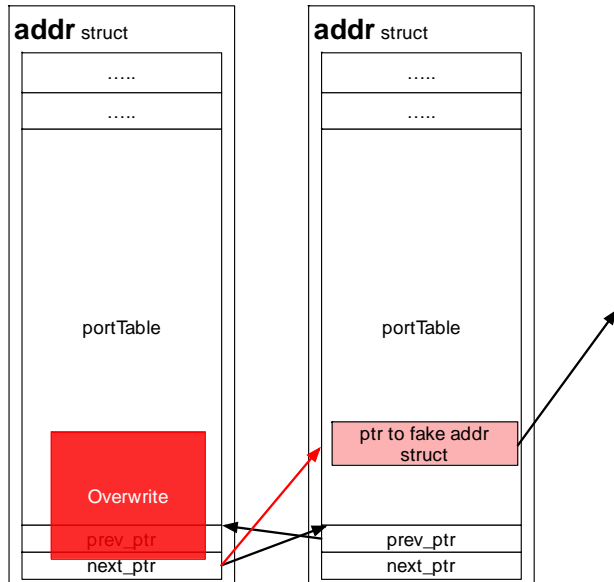 addr struct
…..
…..
portTable
Overwrite
prev_ptr
next_ptr
addr struct
…..
…..
portTable
ptr to fake addr
struct
prev_ptr
next_ptr